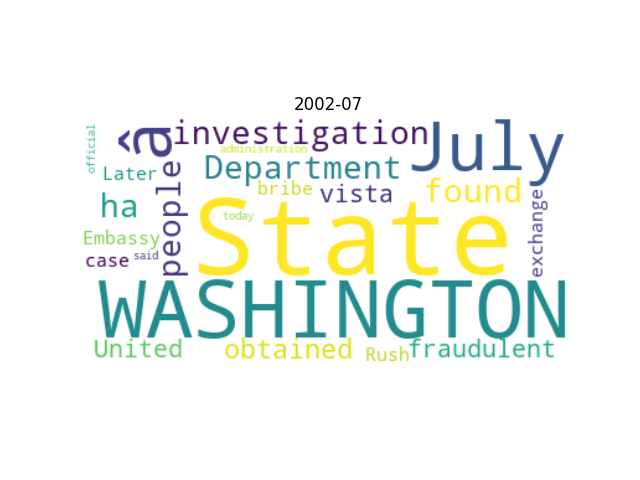 2002-07
official
â
investigation
July
administration
Later
people
Department
bribe
vista
found
ha
State
today
exchange
Embassy
case
said
WASHINGTON
United
obtained
Rush
fraudulent